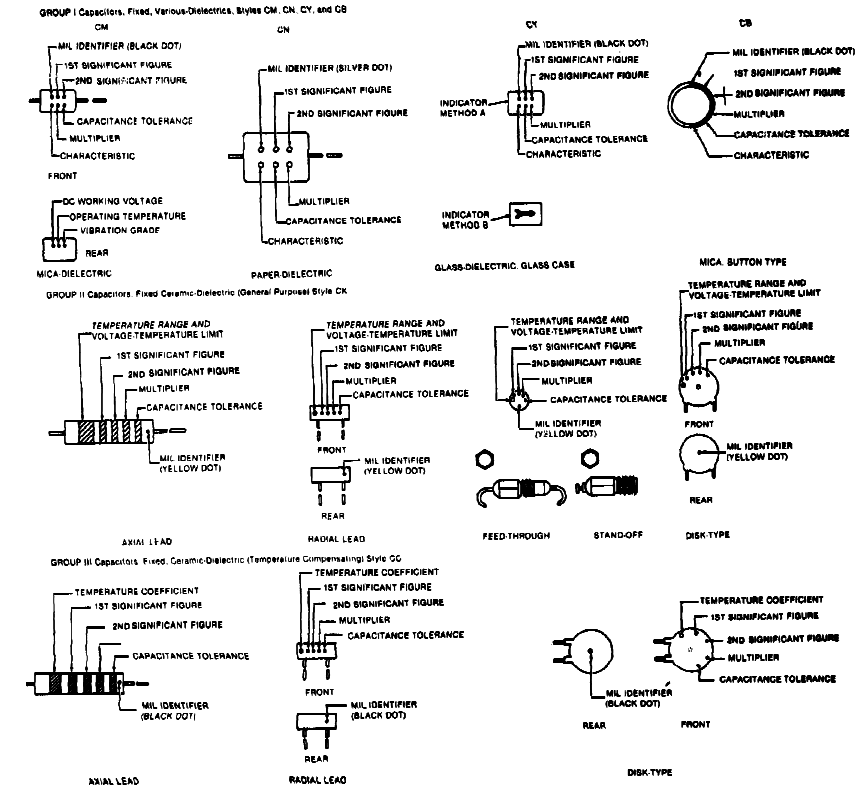 GROUP I Capacitors, Fixed, Various-Dielectrics, Styles CM, CN, CY, and CB
CM
MIL IDENTIFIER (BLACK DOT)
1ST SIGNIFICANT FIGURE
2ND SIGNIFICANT FIGURE
CAPACITANCE TOLERANCE
MULTIPLIER
CHARACTERISTIC
FRONT
DC WORKING VOLTAGE
OPERATING TEMPERATURE
VIBRATION GRADE
REAR
MICA-DIELECTRIC
CN
MIL IDENTIFIER (SILVER DOT)
1ST SIGNIFICANT FIGURE
2ND SIGNIFICANT FIGURE
MULTIPLIER
CAPACITANCE TOLERANCE
CHARACTERISTIC
PAPER-DIELECTRIC
CY
MIL IDENTIFIER (BLACK DOT)
1ST SIGNIFICANT FIGURE
2ND SIGNIFICANT FIGURE
INDICATOR
METHOD A
MULTIPLIER
CAPACITANCE TOLERANCE
CHARACTERISTIC
INDICATOR
METHOD B
GLASS-DIELECTRIC, GLASS CASE
CB
MIL IDENTIFIER (BLACK DOT)
1ST SIGNIFICANT FIGURE
2ND SIGNIFICANT FIGURE
MULTIPLIER
CAPACITANCE TOLERANCE
CHARACTERISTIC
MICA, BUTTON TYPE
GROUP II Capacitors, Fixed Ceramic-Dielectric (General Purpose) Style CK
TEMPERATURE RANGE AND
VOLTAGE-TEMPERATURE LIMIT
1ST SIGNIFICANT FIGURE
2ND SIGNIFICANT FIGURE
MULTIPLIER
CAPACITANCE TOLERANCE
MIL IDENTIFIER
(YELLOW DOT)
AXIAL LEAD
TEMPERATURE RANGE AND
VOLTAGE-TEMPERATURE LIMIT
1ST SIGNIFICANT FIGURE
2ND SIGNIFICANT FIGURE
MULTIPLIER
CAPACITANCE TOLERANCE
FRONT
MIL IDENTIFIER
(YELLOW DOT)
REAR
RADIAL LEAD
TEMPERATURE RANGE AND
VOLTAGE-TEMPERATURE LIMIT
1ST SIGNIFICANT FIGURE
2ND SIGNIFICANT FIGURE
MULTIPLIER
CAPACITANCE TOLERANCE
MIL IDENTIFIER
(YELLOW DOT)
FEED-THROUGH
STAND-OFF
TEMPERATURE RANGE AND
VOLTAGE-TEMPERATURE LIMIT
1ST SIGNIFICANT FIGURE
2ND SIGNIFICANT FIGURE
MULTIPLIER
CAPACITANCE TOLERANCE
FRONT
MIL IDENTIFIER
(YELLOW DOT)
REAR
DISK-TYPE
GROUP III Capacitors, Fixed, Ceramic-Dielectric (Temperature Compensating) Style CC
TEMPERATURE COEFFICIENT
1ST SIGNIFICANT FIGURE
2ND SIGNIFICANT FIGURE
CAPACITANCE TOLERANCE
MIL IDENTIFIER
(BLACK DOT)
AXIAL LEAD
TEMPERATURE COEFFICIENT
1ST SIGNIFICANT FIGURE
2ND SIGNIFICANT FIGURE
MULTIPLIER
CAPACITANCE TOLERANCE
FRONT
MIL IDENTIFIER
(BLACK DOT)
REAR
RADIAL LEAD
MIL IDENTIFIER
(BLACK DOT)
REAR
TEMPERATURE COEFFICIENT
1ST SIGNIFICANT FIGURE
2ND SIGNIFICANT FIGURE
MULTIPLIER
CAPACITANCE TOLERANCE
FRONT
DISK-TYPE